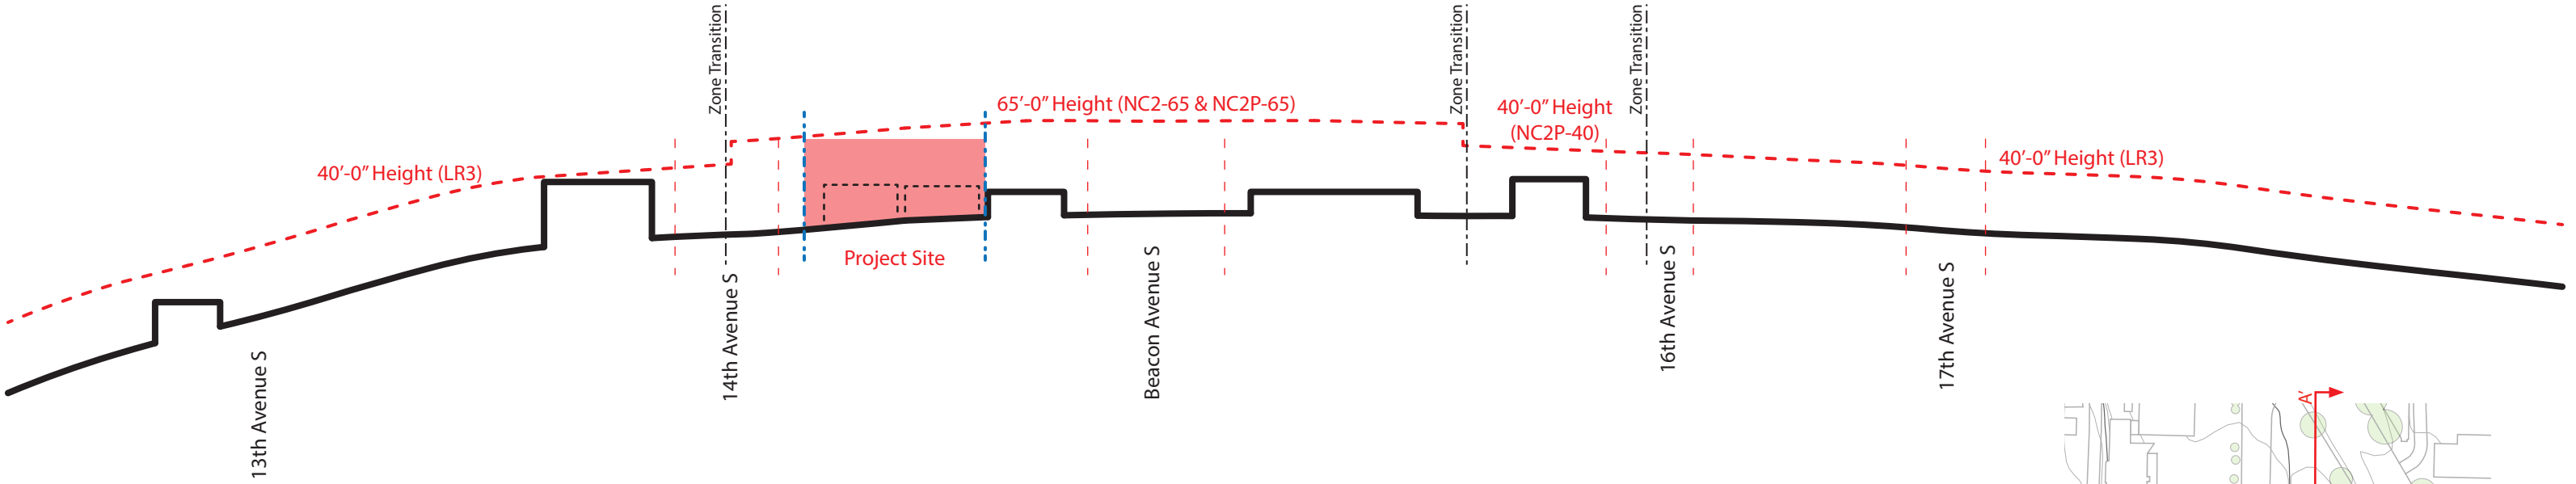 Zone Transition
Zone Transition
Zone Transition
65’-0” Height (NC2-65 & NC2P-65)
40’-0” Height
(NC2P-40)
40’-0” Height (LR3)
40’-0” Height (LR3)
Project Site
13th Avenue S
14th Avenue S
Beacon Avenue S
16th Avenue S
17th Avenue S
A’